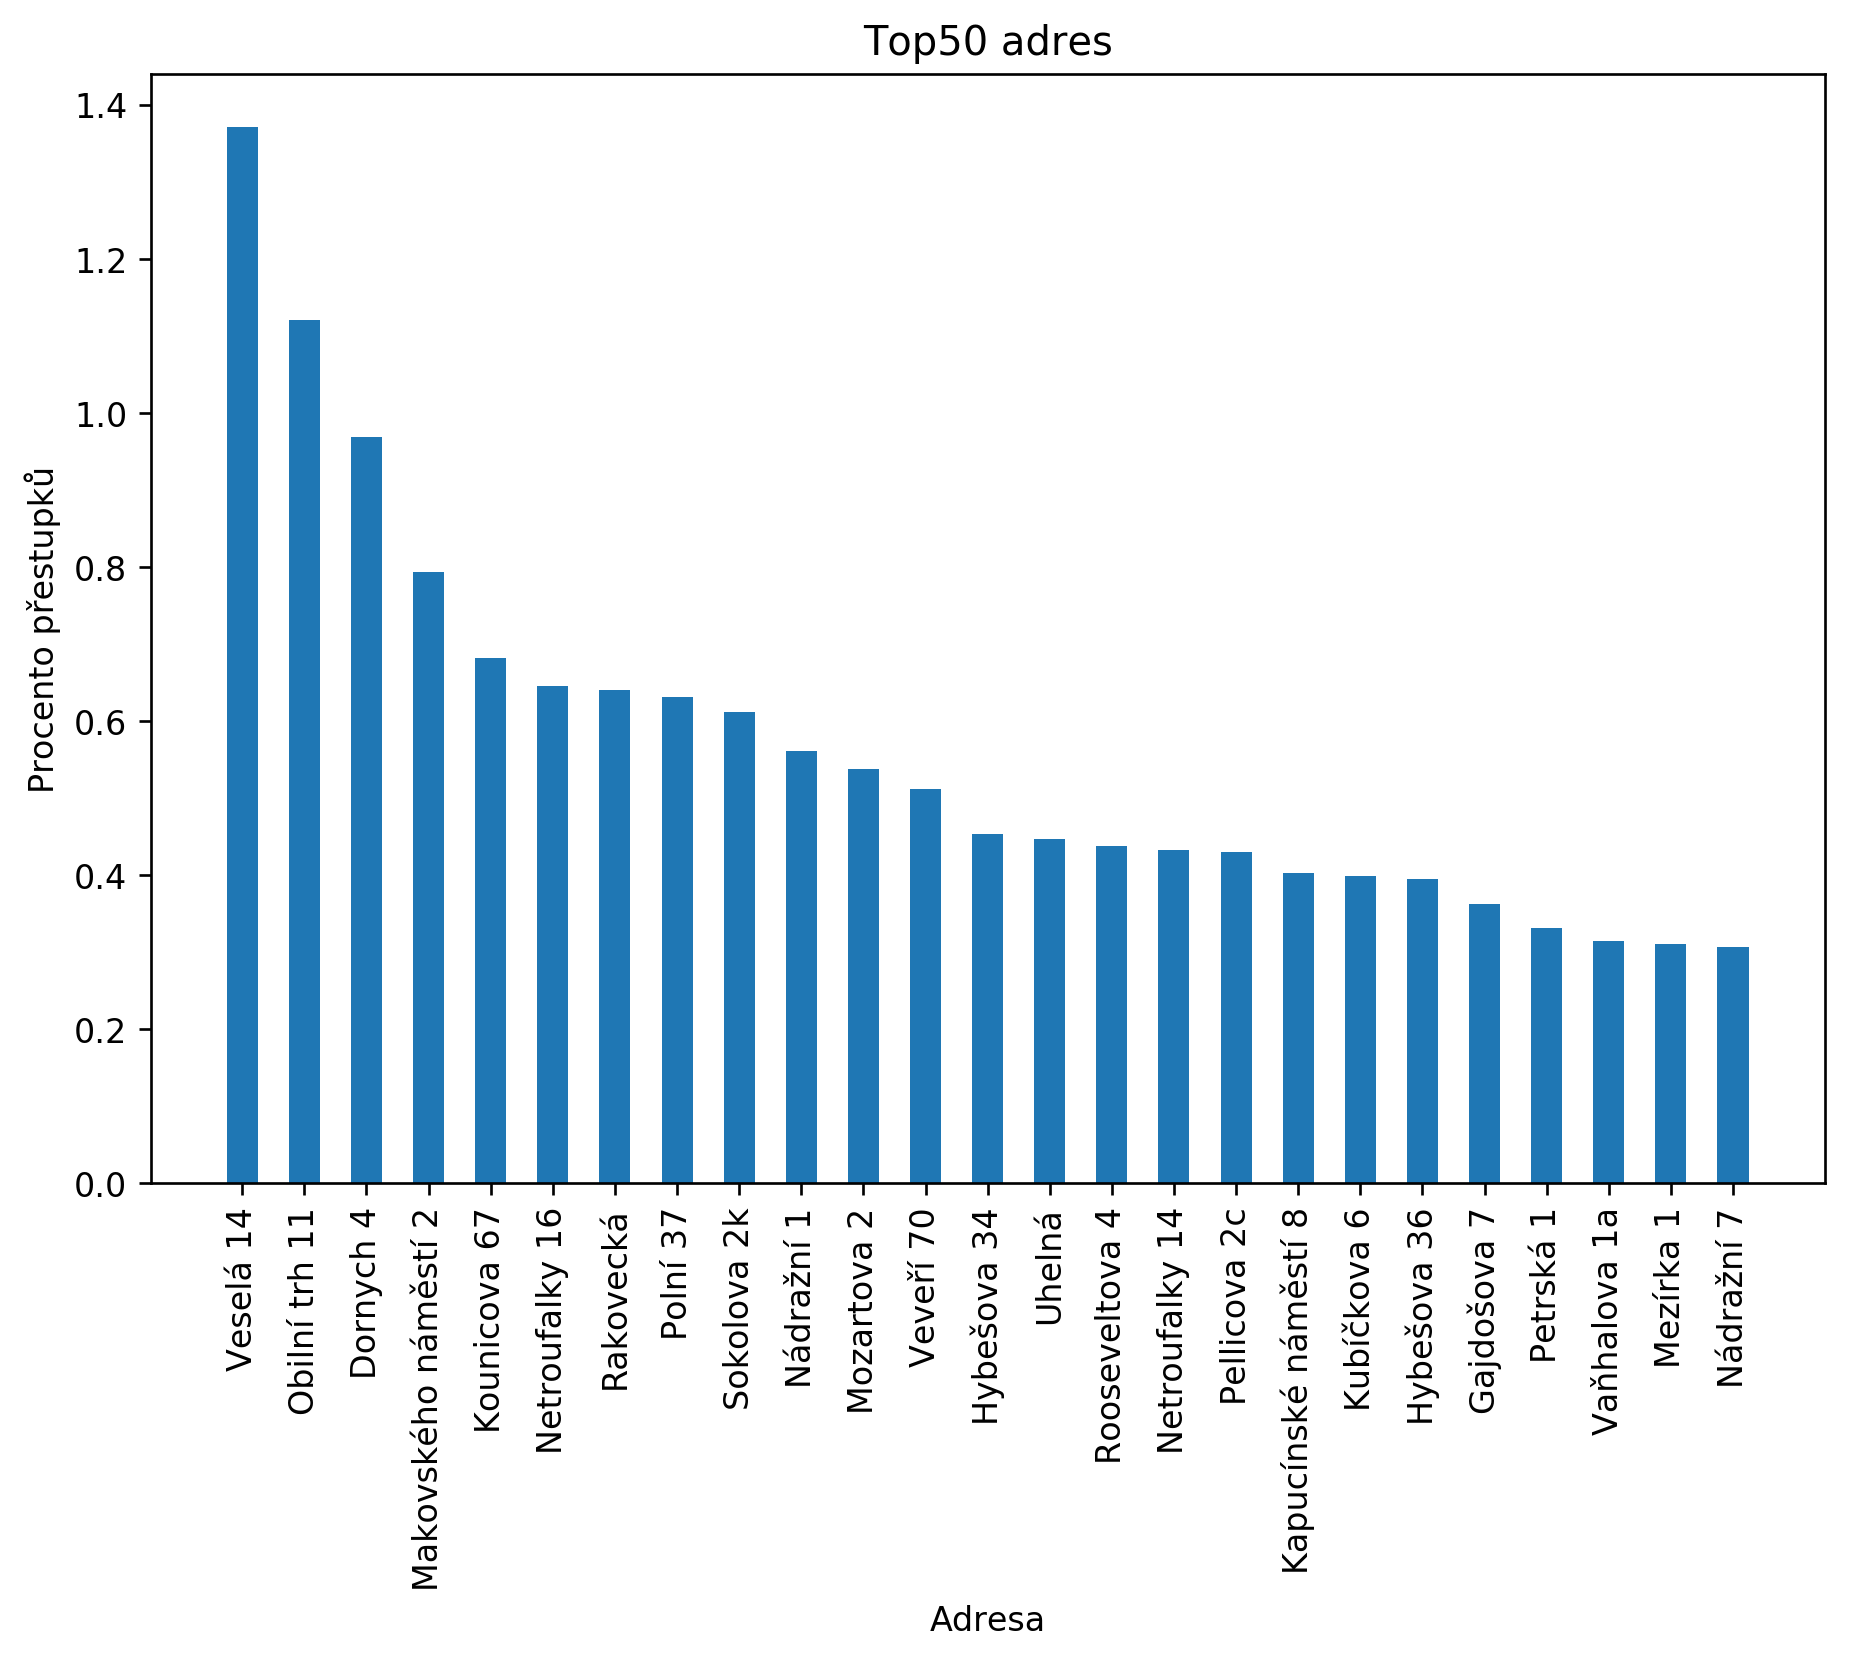 Top50 adres
Procento přestupků
1.4
1.2
1.0
0.8
0.6
0.4
0.2
0.0
Veselá 14
Obilní trh 11
Dornych 4
Makovského náměstí 2
Kounicova 67
Netroufalky 16
Rakovecká
Polní 37
Sokolova 2k
Nádražní 1
Mozartova 2
Veveří 70
Hybešova 34
Uhelná
Rooseveltova 4
Netroufalky 14
Pellicova 2c
Kapucínské náměstí 8
Kubíčkova 6
Hybešova 36
Gajdošova 7
Petrská 1
Vaňhalova 1a
Mezírka 1
Nádražní 7
Adresa